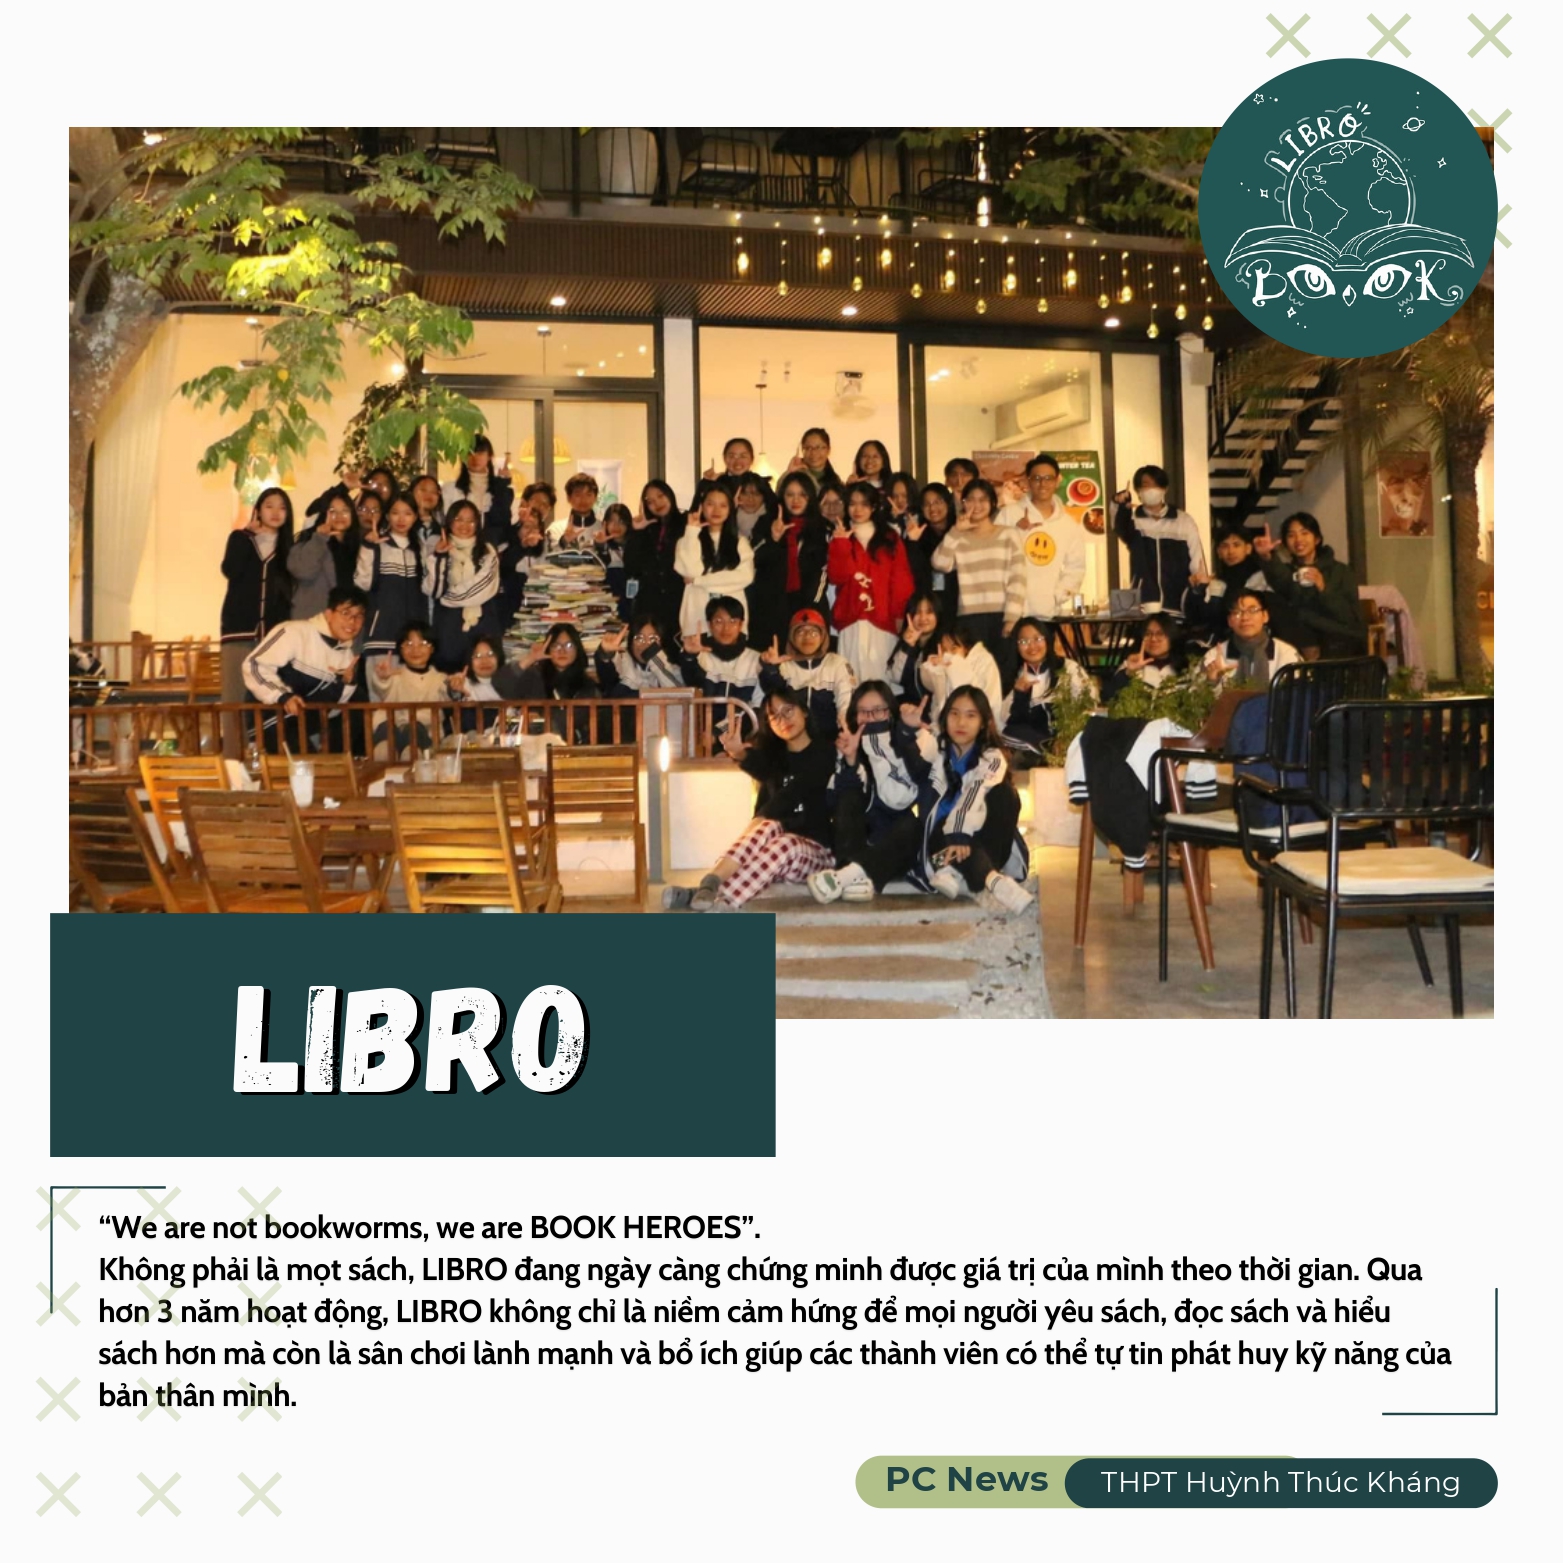 LIBRO
BOOK
LIBRO
“We are not bookworms, we are BOOK HEROES”.
Không phải là mọt sách, LIBRO đang ngày càng chứng minh được giá trị của mình theo thời gian. Qua
hơn 3 năm hoạt động, LIBRO không chỉ là niềm cảm hứng để mọi người yêu sách, đọc sách và hiểu
sách hơn mà còn là sân chơi lành mạnh và bổ ích giúp các thành viên có thể tự tin phát huy kỹ năng của
bản thân mình.
PC News
THPT Huỳnh Thúc Kháng